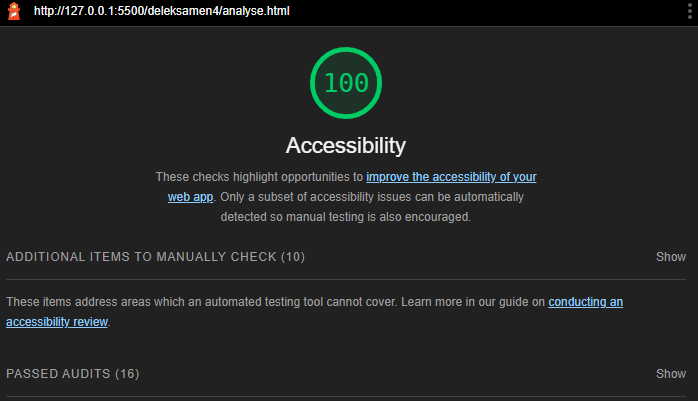 http://127.0.0.1:5500/deleksamen4/analyse.html
100
Accessibility
These checks highlight opportunities to improve the accessibility of your
web app. Only a subset of accessibility issues can be automatically
detected so manual testing is also encouraged.
ADDITIONAL ITEMS TO MANUALLY CHECK (10) Show
These items address areas which an automated testing tool cannot cover. Learn more in our guide on conducting an
accessibility review.
PASSED AUDITS (16) Show